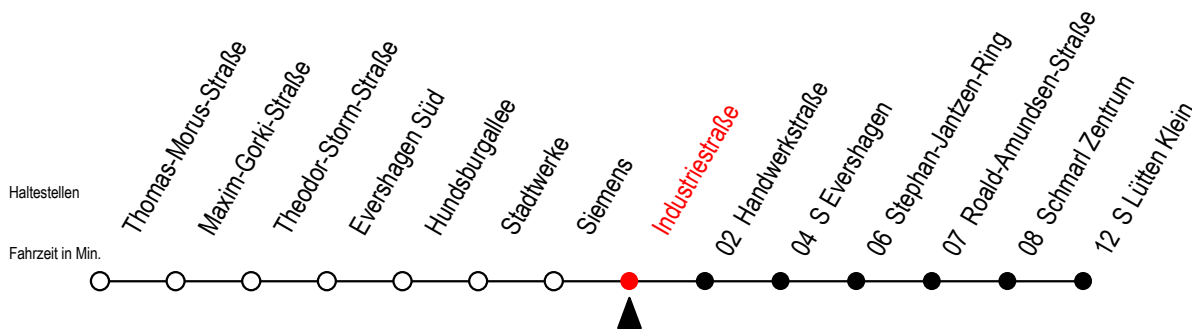 Haltestellen
Fahrzeit in Min.
Thomas-Morus-Straße
Maxim-Gorki-Straße
Theodor-Storm-Straße
Evershagen Süd
Hundsburgallee
Stadtwerke
Siemens
Industriestraße
02 Handwerkstraße
04 S Evershagen
06 Stephan-Jantzen-Ring
07 Roald-Amundsen-Straße
08 Schmarl Zentrum
12 S Lütten Klein